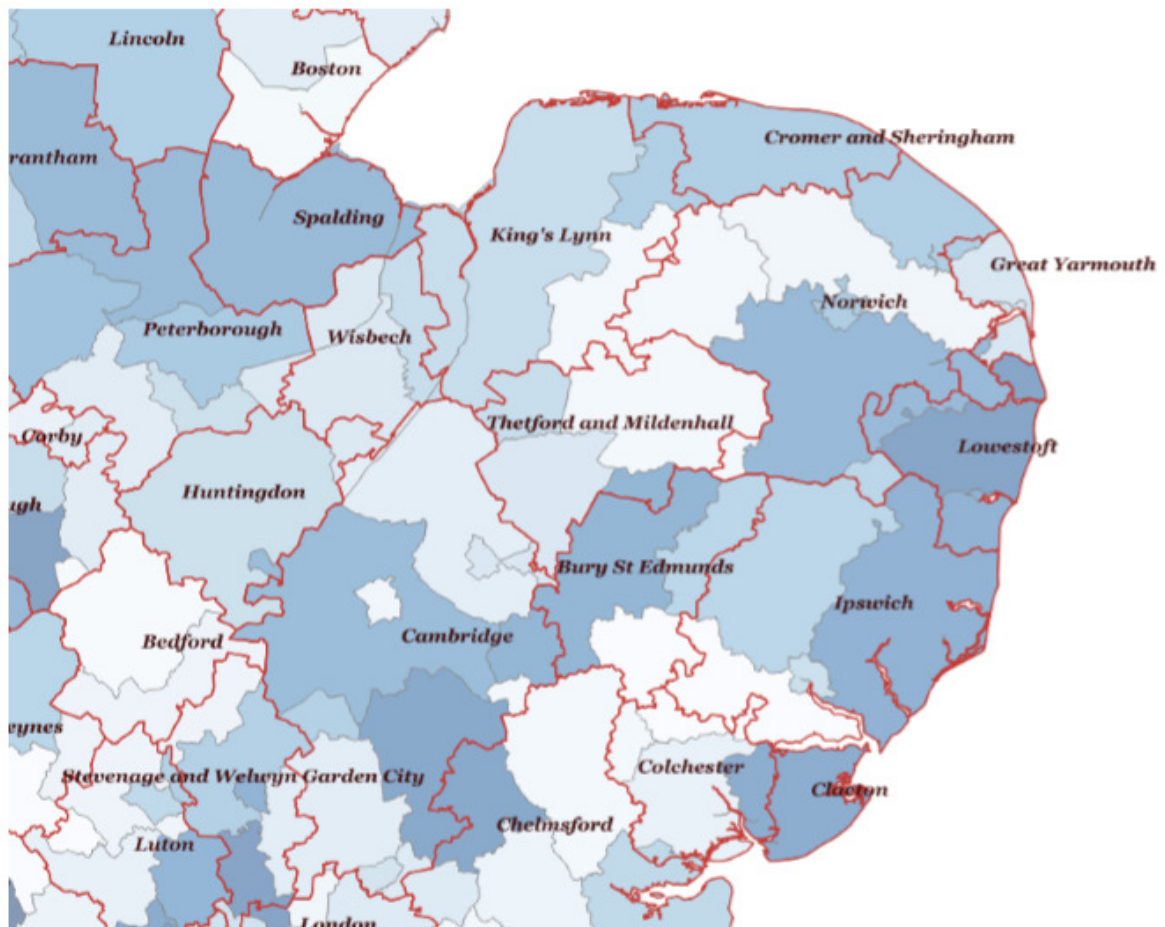 Lincoln
Boston
Cromer and Sheringham
rantham
Spalding
King's Lynn
Great Yarmouth
Norwich
Peterborough
Wisbech
Thetford and Mildenhall
Corby
Lowestoft
Huntingdon
ugh
Bury St Edmunds
Ipswich
Cambridge
Bedford
eynes
Colchester
Stevenage and Welwyn Garden City
Clacton
Chelmsford
Luton
London